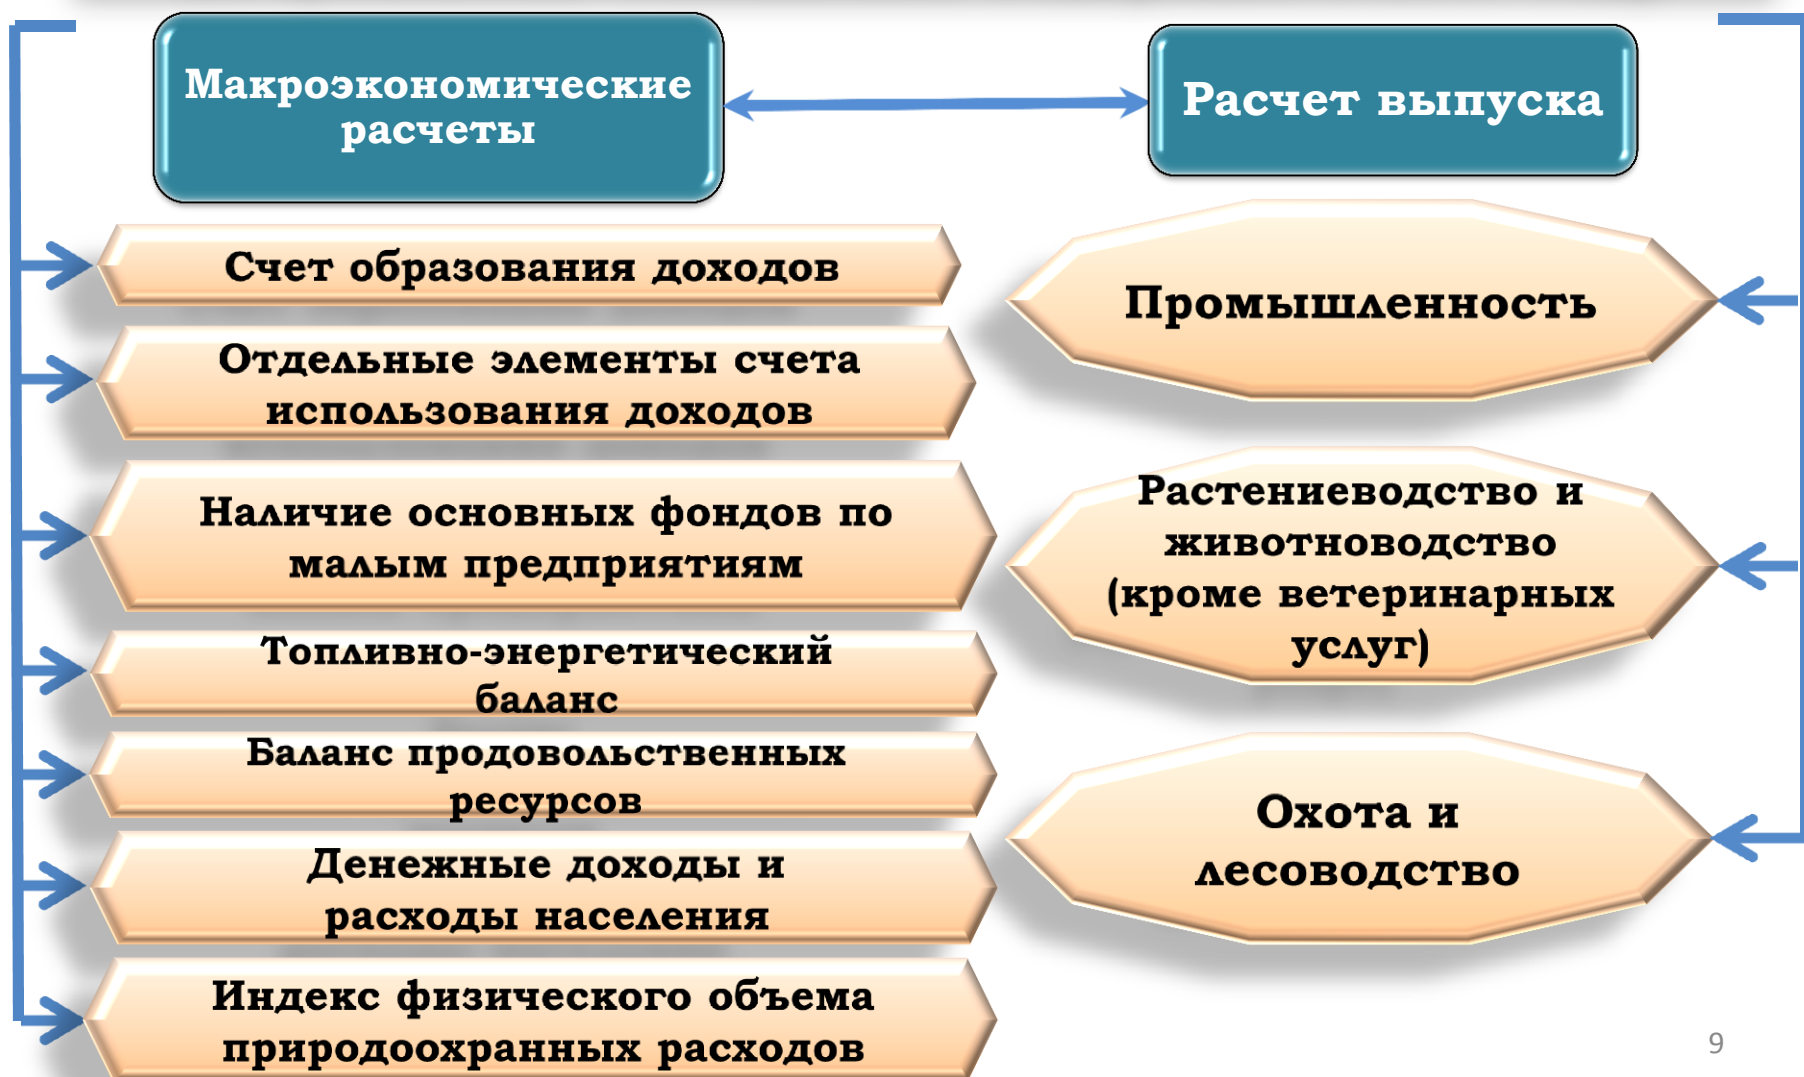 Макроэкономические
расчеты
Расчет выпуска
Счет образования доходов
Отдельные элементы счета
использования доходов
Наличие основных фондов по
малым предприятиям
Топливно-энергетический
баланс
Баланс продовольственных
ресурсов
Денежные доходы и
расходы населения
Индекс физического объема
природоохранных расходов
Промышленность
Растениеводство и
животноводство
(кроме ветеринарных
услуг)
Охота и
лесоводство
9